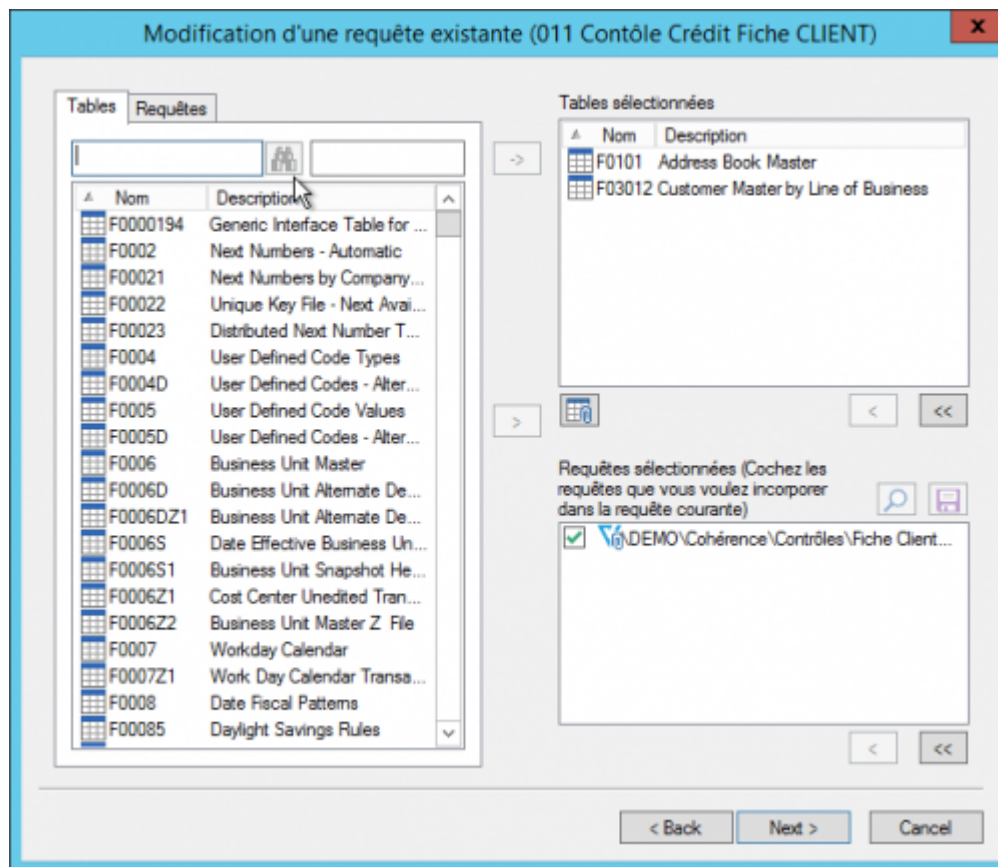 Modification d'une requête existante (011 Contôle Crédit Fiche CLIENT)
x
Tables
Requêtes
Nom Description
F0000194 Generic Interface Table for ...
F0002 Next Numbers - Automatic
F00021 Next Numbers by Company...
F00022 Unique Key File - Next Avai...
F00023 Distributed Next Number T...
F0004 User Defined Code Types
F0004D User Defined Codes - Alter...
F0005 User Defined Code Values
F0005D User Defined Codes - Alter...
F0006 Business Unit Master
F0006D Business Unit Alternate De...
F0006DZ1 Business Unit Alternate De...
F0006S Date Effective Business Un...
F0006S1 Business Unit Snapshot He...
F0006Z1 Cost Center Unedited Tran...
F0006Z2 Business Unit Master Z File
F0007 Workday Calendar
F0007Z1 Work Day Calendar Transa...
F0008 Date Fiscal Patterns
F00085 Daylight Savings Rules
->
>
Tables sélectionnées
Nom Description
F0101 Address Book Master
F03012 Customer Master by Line of Business
< <<
Requêtes sélectionnées (Cochez les
requêtes que vous voulez incorporer
dans la requête courante)
\DEMO\Cohérence\Contrôles\Fiche Client...
< <<
< Back Next > Cancel